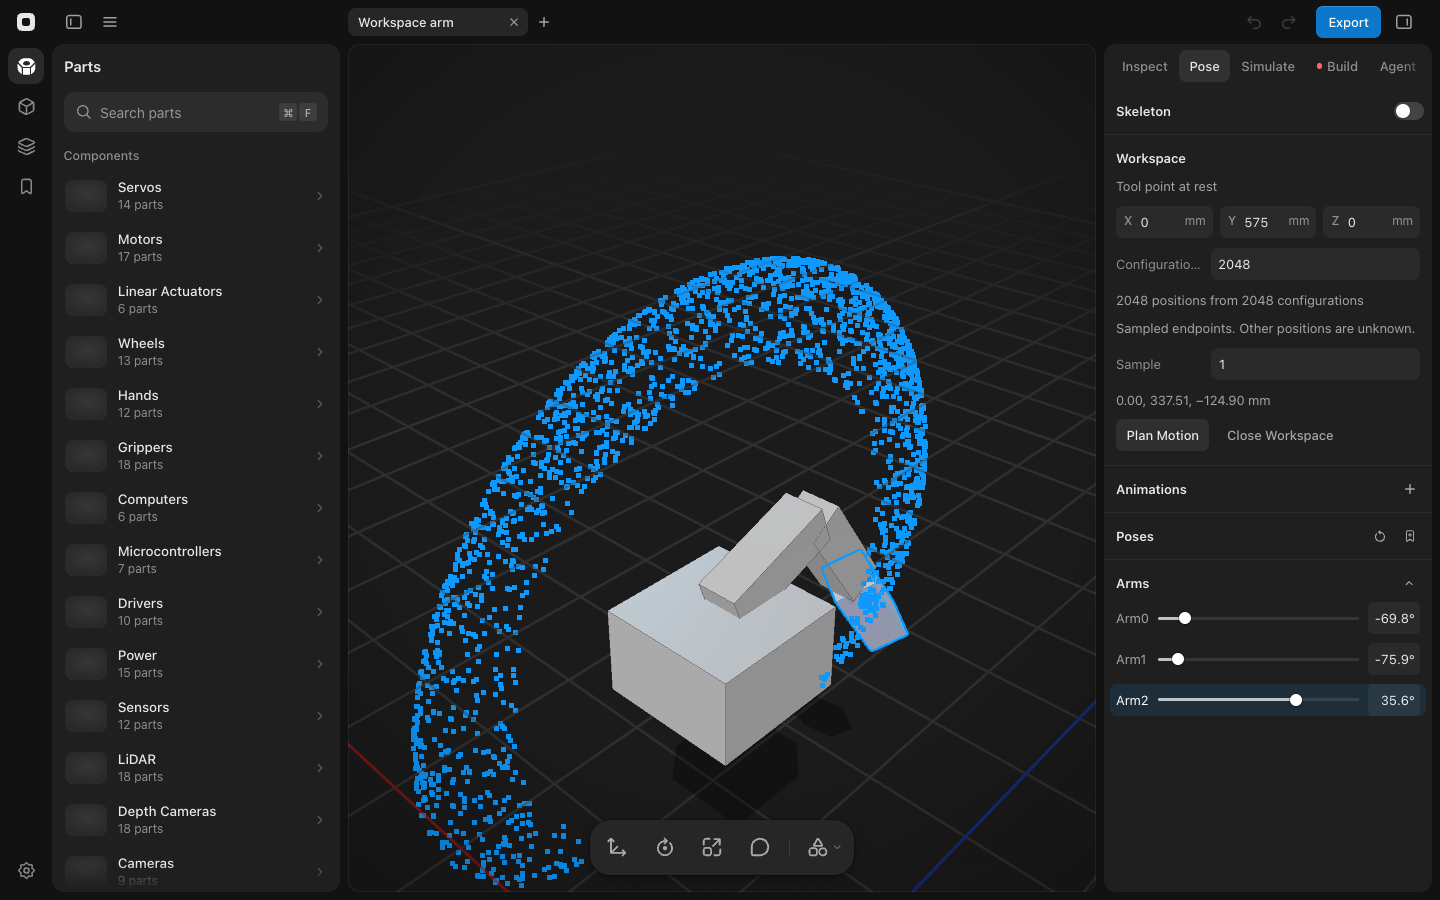 Workspace arm
Export
Parts
Search parts
⌘ F
Components
Servos
14 parts
Motors
17 parts
Linear Actuators
6 parts
Wheels
13 parts
Hands
12 parts
Grippers
18 parts
Computers
6 parts
Microcontrollers
7 parts
Drivers
10 parts
Power
15 parts
Sensors
12 parts
LiDAR
18 parts
Depth Cameras
18 parts
Cameras
9 parts
Inspect Pose Simulate Build Agent
Skeleton
Workspace
Tool point at rest
X 0 mm Y 575 mm Z 0 mm
Configuratio... 2048
2048 positions from 2048 configurations
Sampled endpoints. Other positions are unknown.
Sample 1
0.00, 337.51, −124.90 mm
Plan Motion Close Workspace
Animations
Poses
Arms
Arm0 -69.8°
Arm1 -75.9°
Arm2 35.6°